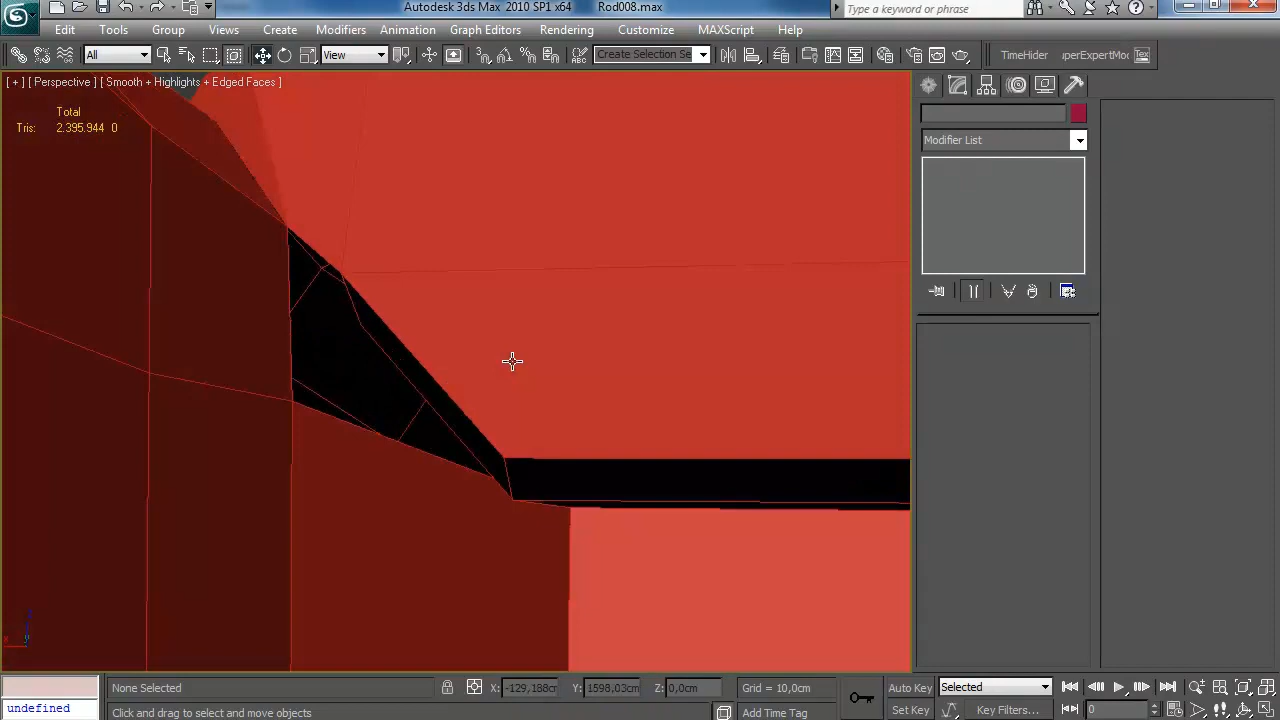 Autodesk 3ds Max 2010 SP1 x64 Rod008.max
Type a keyword or phrase
Edit Tools Group Views Create Modifiers Animation Graph Editors Rendering Customize MAXScript Help
All View Create Selection Se TimeHider perExpertMod
[ + ] [ Perspective ] [ Smooth + Highlights + Edged Faces ]
Total
Tris: 2.395.944 0
Modifier List
x
None Selected X: -129,188cm Y: 1598,03cm Z: 0,0cm Grid = 10,0cm Auto Key Selected
undefined Click and drag to select and move objects Add Time Tag Set Key Key Filters... 0